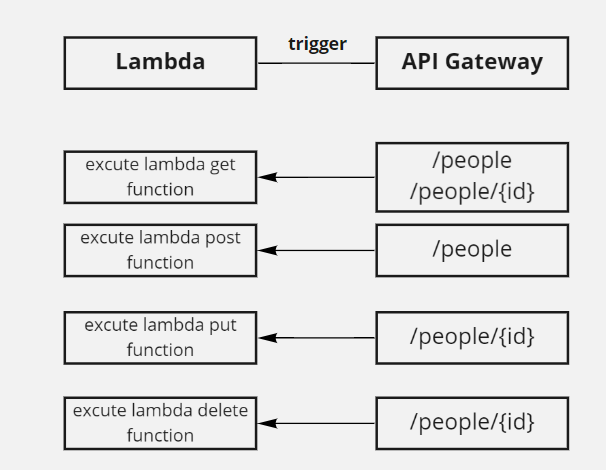 trigger
Lambda
API Gateway
excute lambda get
function
/people
/people/{id}
excute lambda post
function
/people
excute lambda put
function
/people/{id}
excute lambda delete
function
/people/{id}